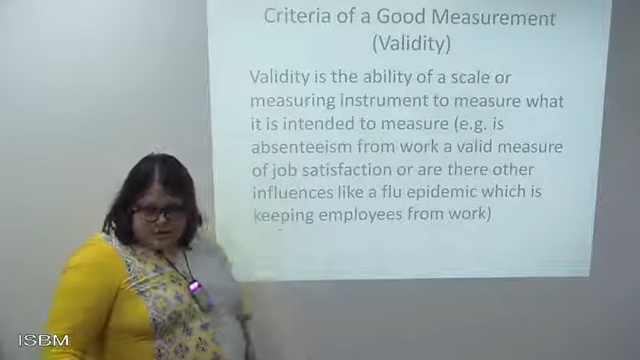 Criteria of a Good Measurement
(Validity)
Validity is the ability of a scale or
measuring instrument to measure what
it is intended to measure (e.g. is
absenteeism from work a valid measure
of job satisfaction or are there other
influences like a flu epidemic which is
keeping employees from work)
ISBM